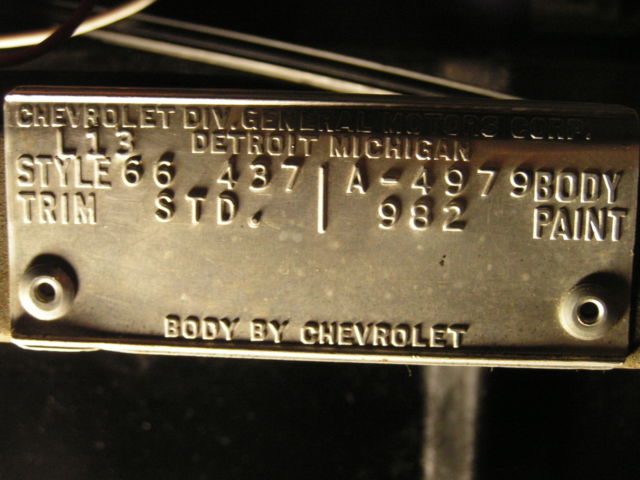 CHEVROLET DIV. GENERAL MOTORS CORP.
L13 DETROIT MICHIGAN
STYLE 66 437 | A-4979 BODY
TRIM STD. | 982 PAINT
BODY BY CHEVROLET